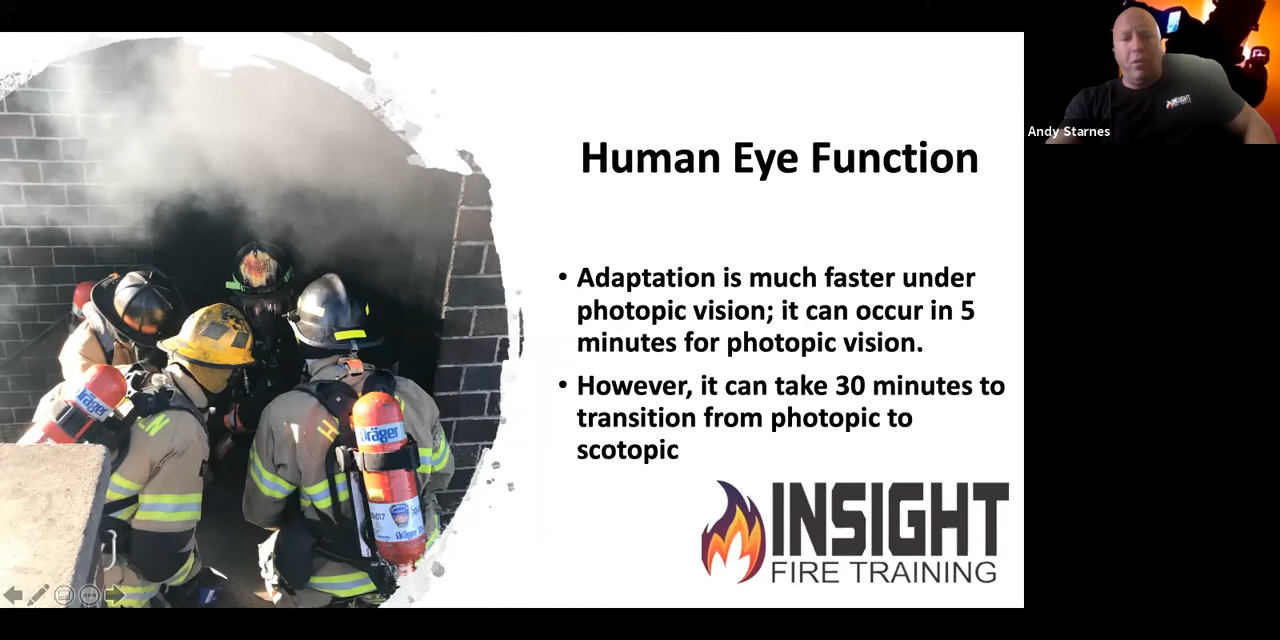 Human Eye Function
• Adaptation is much faster under
photopic vision; it can occur in 5
minutes for photopic vision.
• However, it can take 30 minutes to
transition from photopic to
scotopic
INSIGHT
FIRE TRAINING
Andy Starnes
INSIGHT
Dräger
Dräger
Dräger